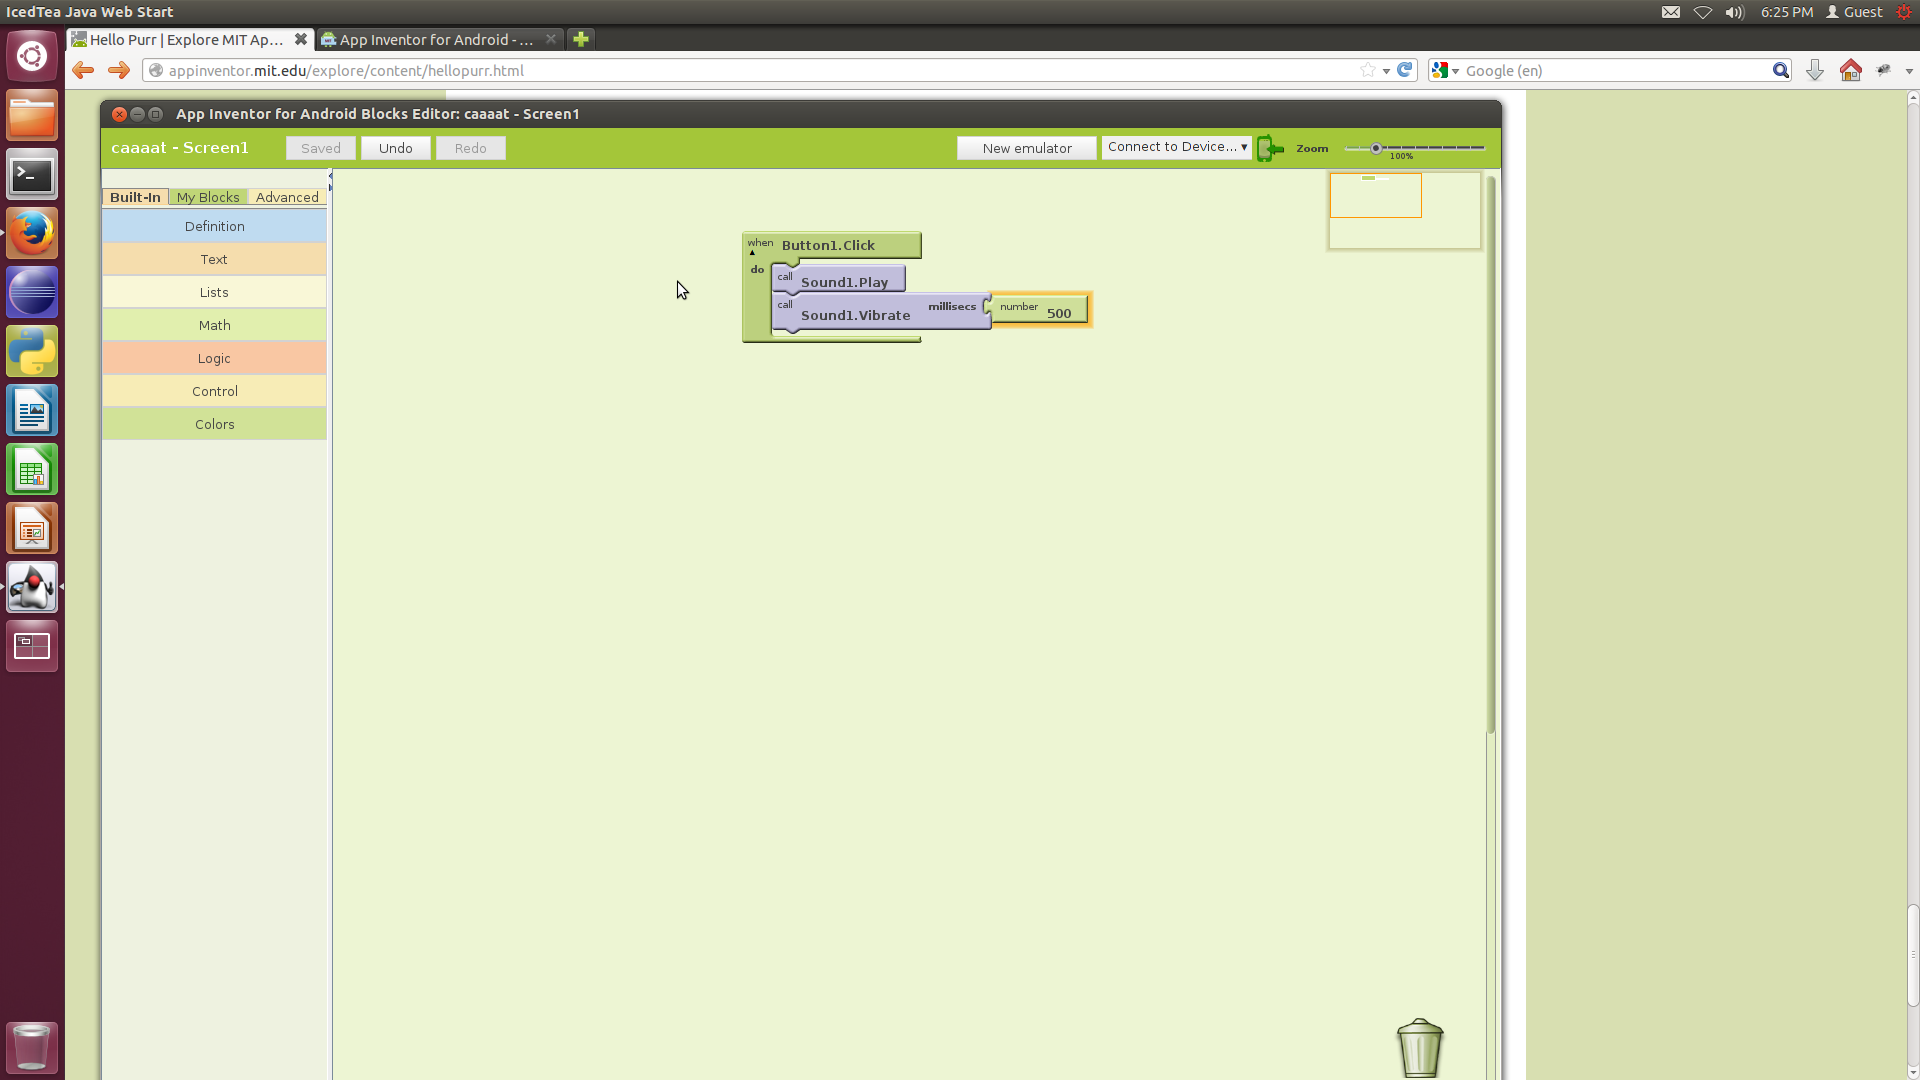 IcedTea Java Web Start
6:25 PM Guest
Hello Purr | Explore MIT Ap...
App Inventor for Android - ...
appinventor.mit.edu/explore/content/hellopurr.html
Google (en)
App Inventor for Android Blocks Editor: caaaat - Screen1
caaaat - Screen1
Saved
Undo
Redo
New emulator
Connect to Device...
Zoom
100%
Built-In
My Blocks
Advanced
Definition
Text
Lists
Math
Logic
Control
Colors
when Button1.Click
do
call Sound1.Play
call Sound1.Vibrate millisecs number 500